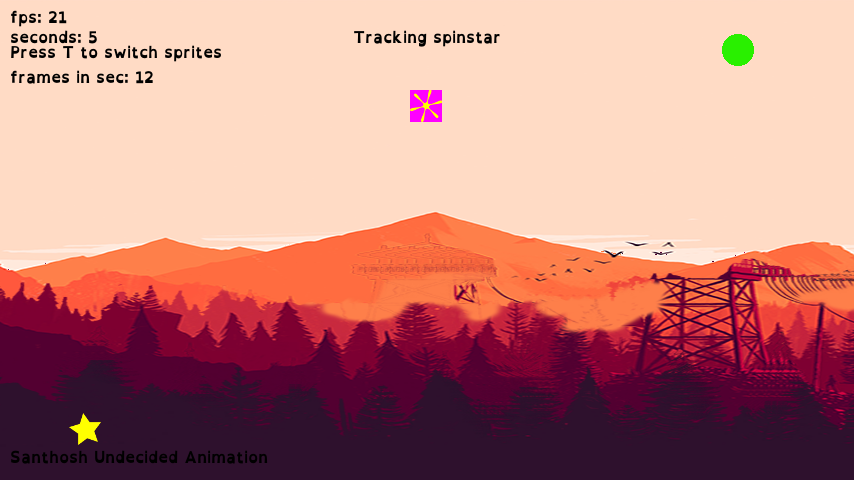 fps: 21
seconds: 5
Tracking spinstar
Press T to switch sprites
frames in sec: 12
Santhosh Undecided Animation